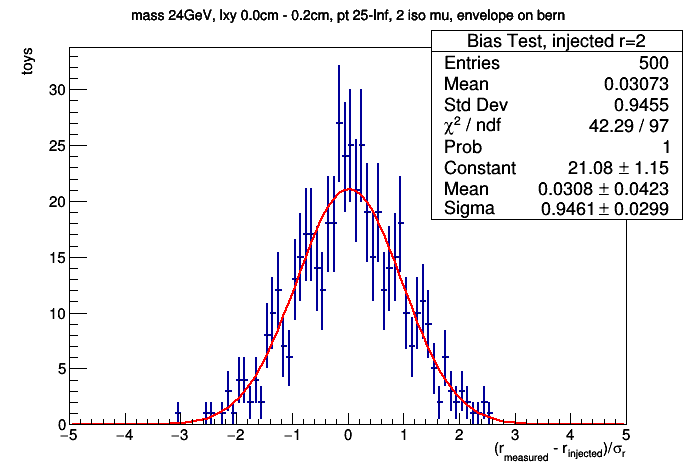 mass 24GeV, lxy 0.0cm - 0.2cm, pt 25-Inf, 2 iso mu, envelope on bern
toys
Bias Test, injected r=2
Entries 500
Mean 0.03073
Std Dev 0.9455
χ² / ndf 42.29 / 97
Prob 1
Constant 21.08 ± 1.15
Mean 0.0308 ± 0.0423
Sigma 0.9461 ± 0.0299
30
25
20
15
10
5
0
−5 −4 −3 −2 −1 0 1 2 3 4 5
(r_measured - r_injected)/σ_r